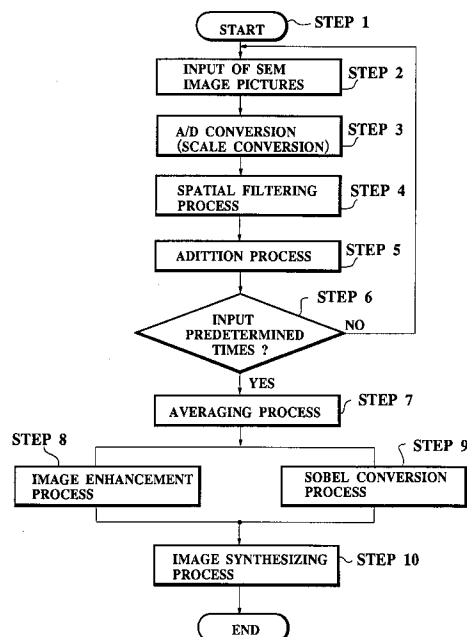 START
STEP 1
INPUT OF SEM
IMAGE PICTURES
STEP 2
A/D CONVERSION
(SCALE CONVERSION)
STEP 3
SPATIAL FILTERING
PROCESS
STEP 4
ADITTION PROCESS
STEP 5
STEP 6
INPUT
PREDETERMINED
TIMES ?
NO
YES
AVERAGING PROCESS
STEP 7
STEP 8
IMAGE ENHANCEMENT
PROCESS
STEP 9
SOBEL CONVERSION
PROCESS
IMAGE SYNTHESIZING
PROCESS
STEP 10
END